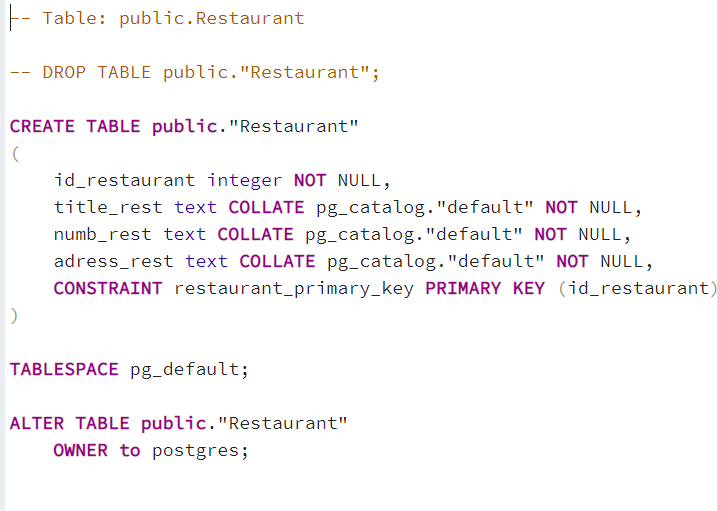 -- Table: public.Restaurant
-- DROP TABLE public."Restaurant";
CREATE TABLE public."Restaurant"
(
    id_restaurant integer NOT NULL,
    title_rest text COLLATE pg_catalog."default" NOT NULL,
    numb_rest text COLLATE pg_catalog."default" NOT NULL,
    adress_rest text COLLATE pg_catalog."default" NOT NULL,
    CONSTRAINT restaurant_primary_key PRIMARY KEY (id_restaurant)
)
TABLESPACE pg_default;
ALTER TABLE public."Restaurant"
    OWNER to postgres;